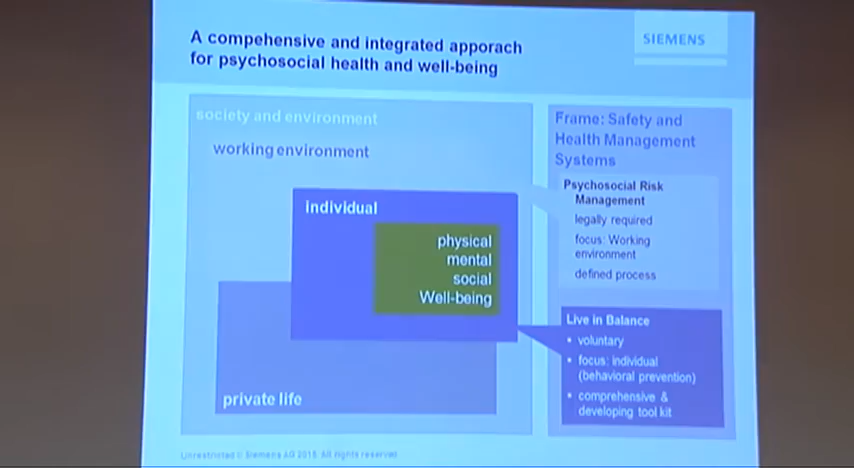 A compehensive and integrated apporach
for psychosocial health and well-being
SIEMENS
society and environment
working environment
individual
physical
mental
social
Well-being
private life
Frame: Safety and
Health Management
Systems
Psychosocial Risk
Management
legally required
focus: Working
environment
defined process
Live in Balance
• voluntary
• focus: individual
(behavioral prevention)
• comprehensive &
developing tool kit
Unrestricted © Siemens AG 2015. All rights reserved